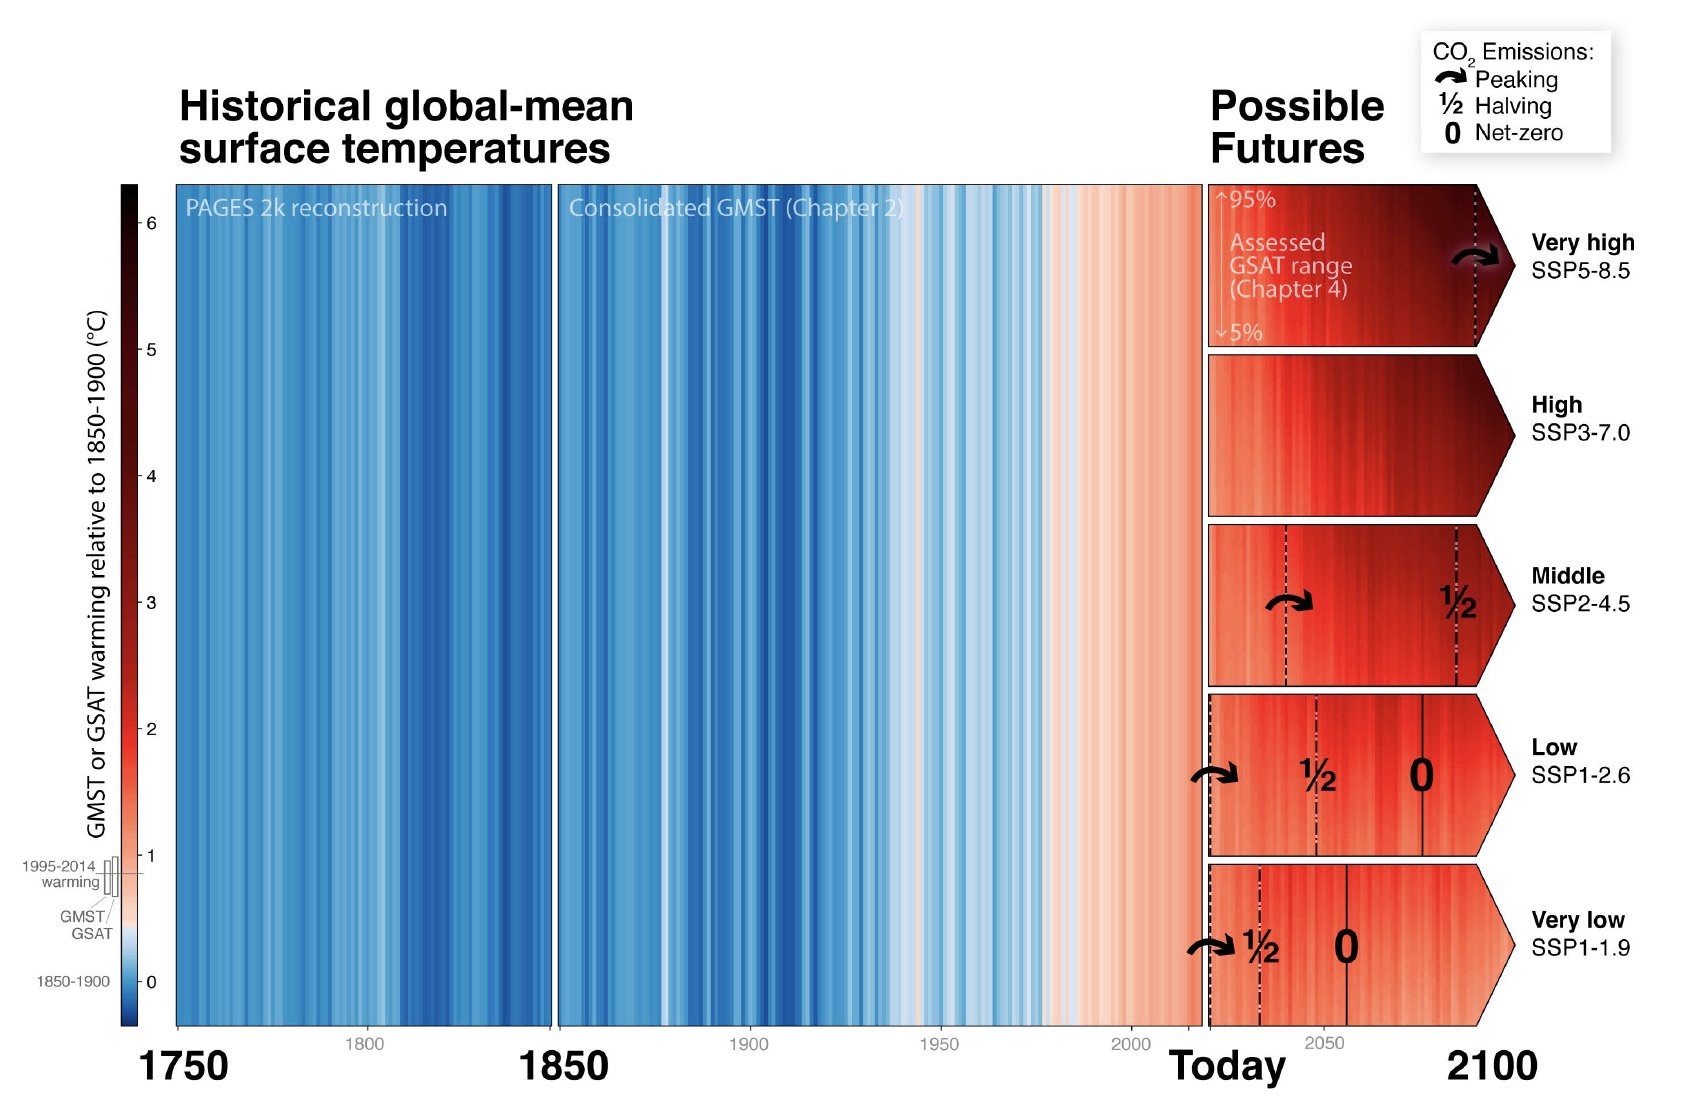 CO2 Emissions:
Peaking
½ Halving
0 Net-zero
Historical global-mean
surface temperatures
Possible
Futures
PAGES 2k reconstruction
Consolidated GMST (Chapter 2)
95%
Assessed
GSAT range
(Chapter 4)
5%
Very high
SSP5-8.5
High
SSP3-7.0
½
Middle
SSP2-4.5
½
0
Low
SSP1-2.6
½
0
Very low
SSP1-1.9
GMST or GSAT warming relative to 1850-1900 (°C)
6
5
4
3
2
1
0
1995-2014
warming
GMST
GSAT
1850-1900
1750
1800
1850
1900
1950
2000
Today
2050
2100